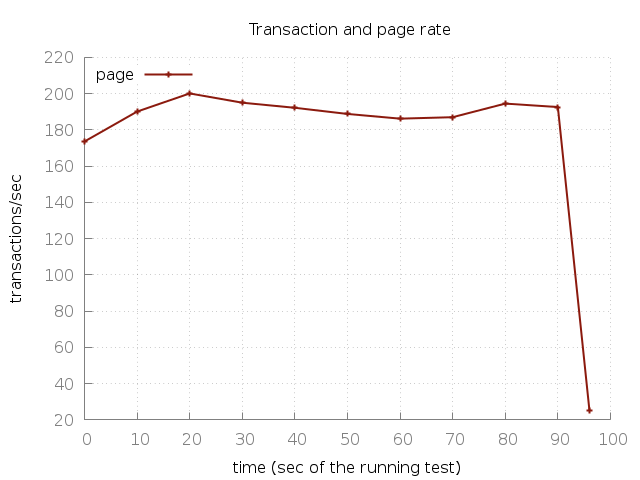 Transaction and page rate
220
page
200
180
160
140
120
100
80
60
40
20
transactions/sec
0 10 20 30 40 50 60 70 80 90 100
time (sec of the running test)